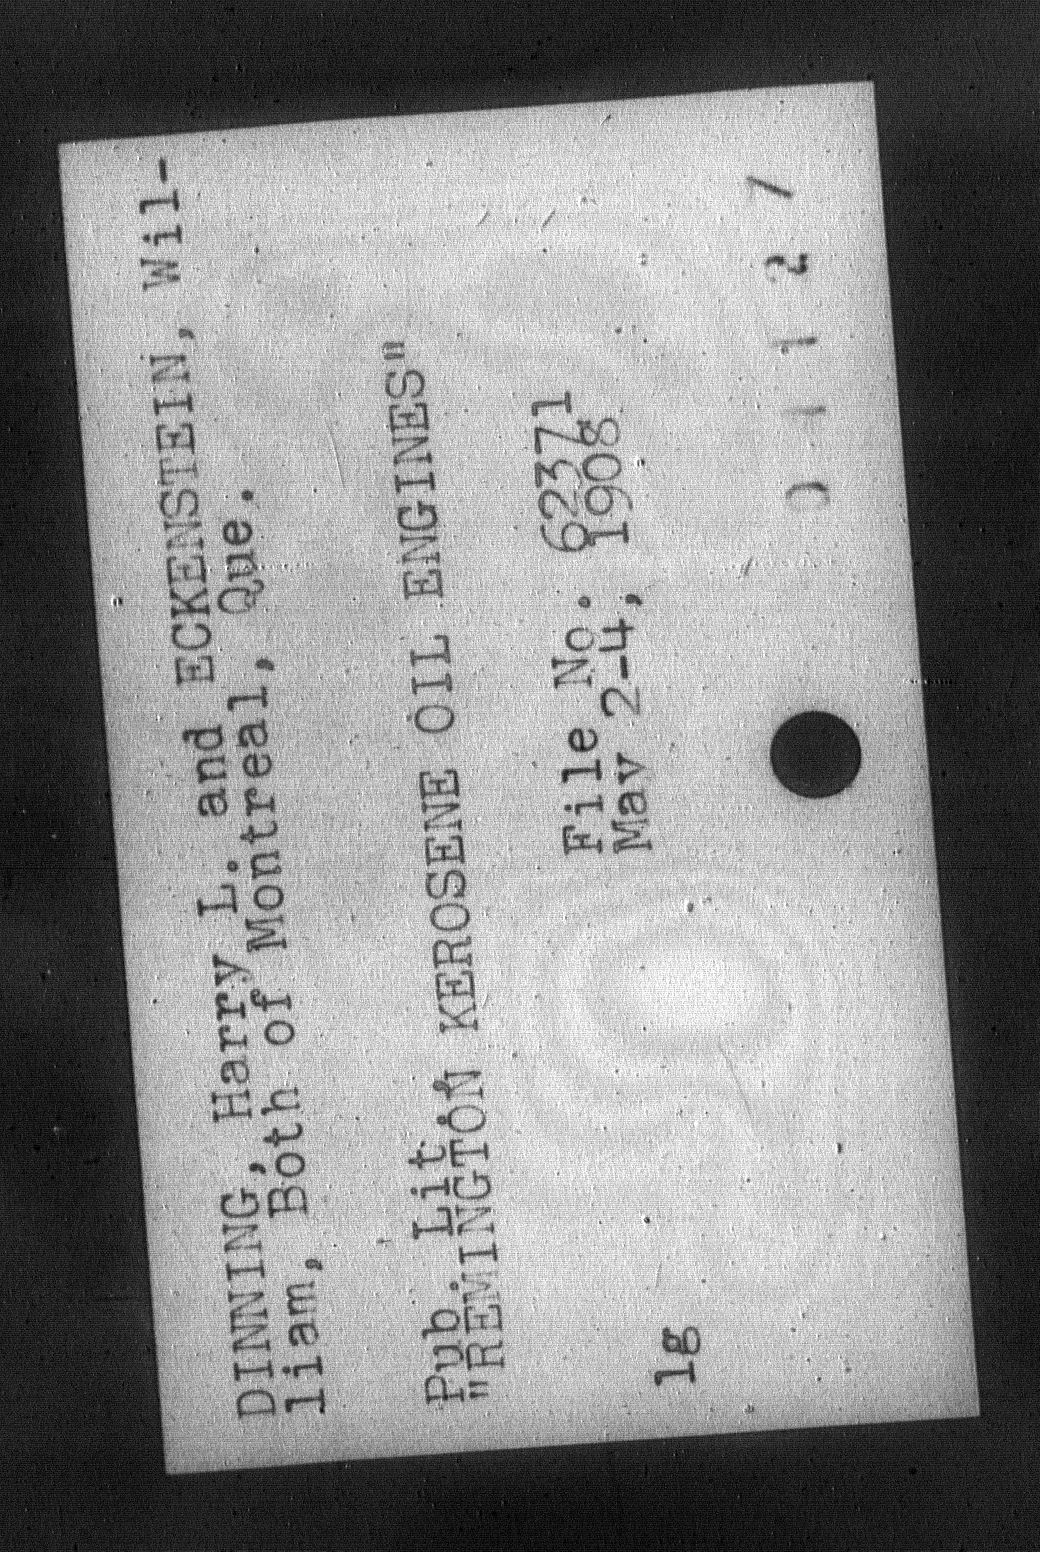 DINNING, Harry L. and ECKENSTEIN, Wil-
liam, Both of Montreal, Que.
Pub. Lit.
"REMINGTON KEROSENE OIL ENGINES"
File No. 62371
May 2-4, 1908
lg